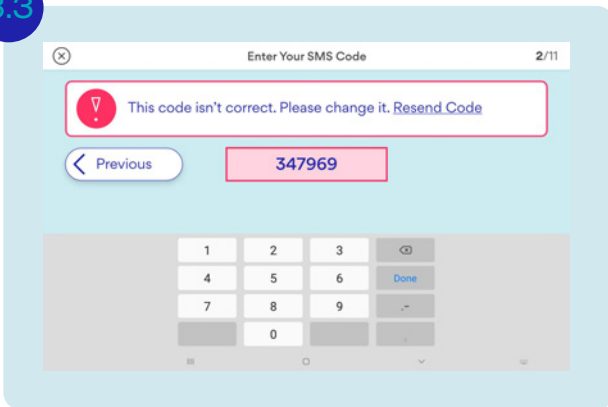 3.3
Enter Your SMS Code 2/11
This code isn't correct. Please change it. Resend Code
Previous 347969
1 2 3
4 5 6 Done
7 8 9 .-
0 ,